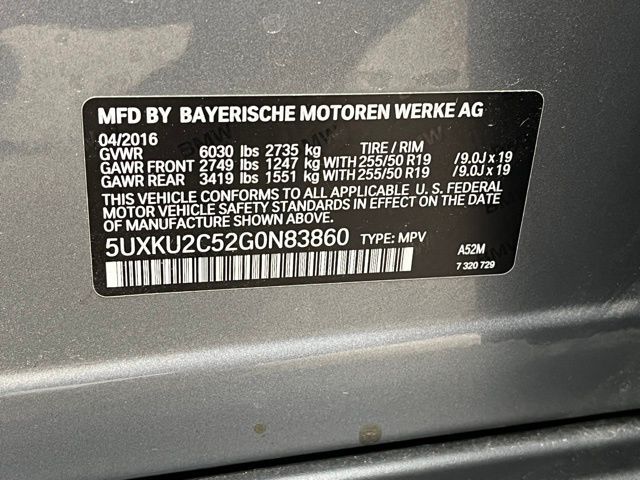 MFD BY BAYERISCHE MOTOREN WERKE AG
04/2016
GVWR 6030 lbs 2735 kg TIRE / RIM
GAWR FRONT 2749 lbs 1247 kg WITH 255/50 R19 /9.0J x 19
GAWR REAR 3419 lbs 1551 kg WITH 255/50 R19 /9.0J x 19
THIS VEHICLE CONFORMS TO ALL APPLICABLE U. S. FEDERAL
MOTOR VEHICLE SAFETY STANDARDS IN EFFECT ON THE DATE
OF MANUFACTURE SHOWN ABOVE.
5UXKU2C52G0N83860 TYPE: MPV A52M
7 320 729